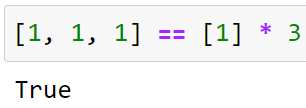 [1, 1, 1] == [1] * 3
True